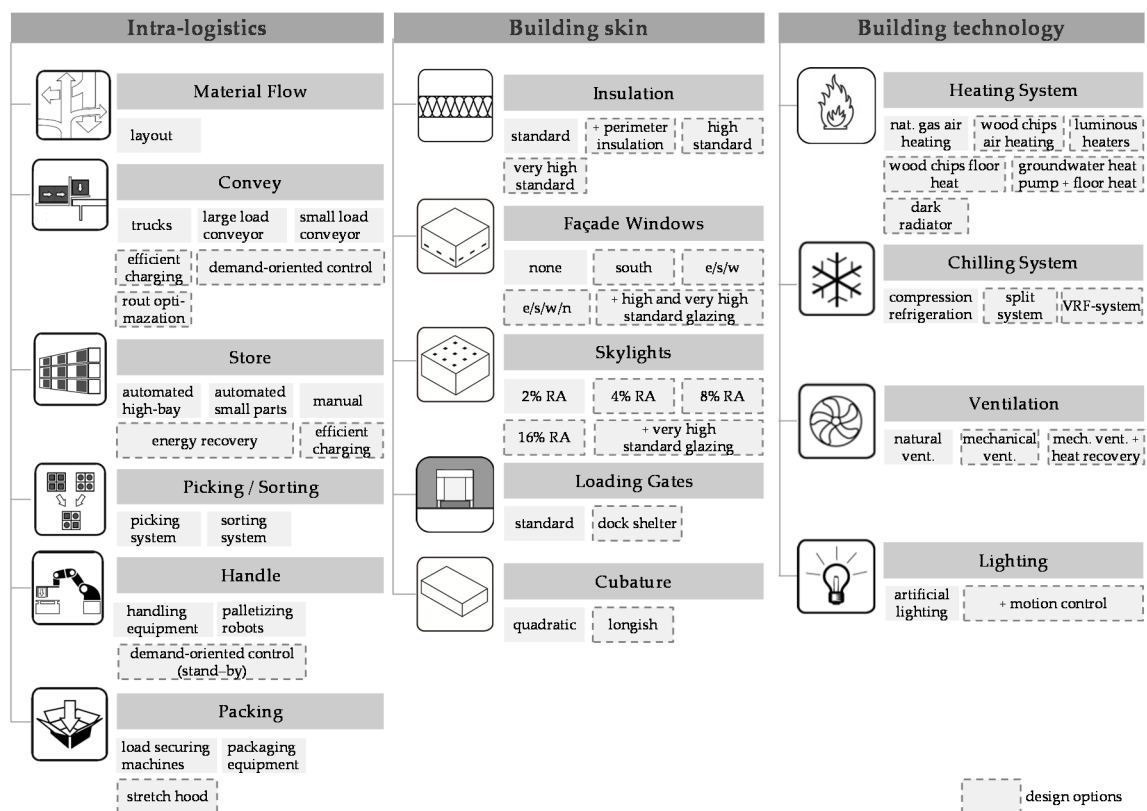 Intra-logistics
Material Flow
layout
Convey
trucks
large load
conveyor
small load
conveyor
efficient
charging
demand-oriented control
rout opti-
mazation
Store
automated
high-bay
automated
small parts
manual
energy recovery
efficient
charging
Picking / Sorting
picking
system
sorting
system
Handle
handling
equipment
palletizing
robots
demand-oriented control
(stand–by)
Packing
load securing
machines
packaging
equipment
stretch hood
Building skin
Insulation
standard
+ perimeter
insulation
high
standard
very high
standard
Façade Windows
none
south
e/s/w
e/s/w/n
+ high and very high
standard glazing
Skylights
2% RA
4% RA
8% RA
16% RA
+ very high
standard glazing
Loading Gates
standard
dock shelter
Cubature
quadratic
longish
Building technology
Heating System
nat. gas air
heating
wood chips
air heating
luminous
heaters
wood chips floor
heat
groundwater heat
pump + floor heat
dark
radiator
Chilling System
compression
refrigeration
split
system
VRF-system
Ventilation
natural
vent.
mechanical
vent.
mech. vent. +
heat recovery
Lighting
artificial
lighting
+ motion control
design options